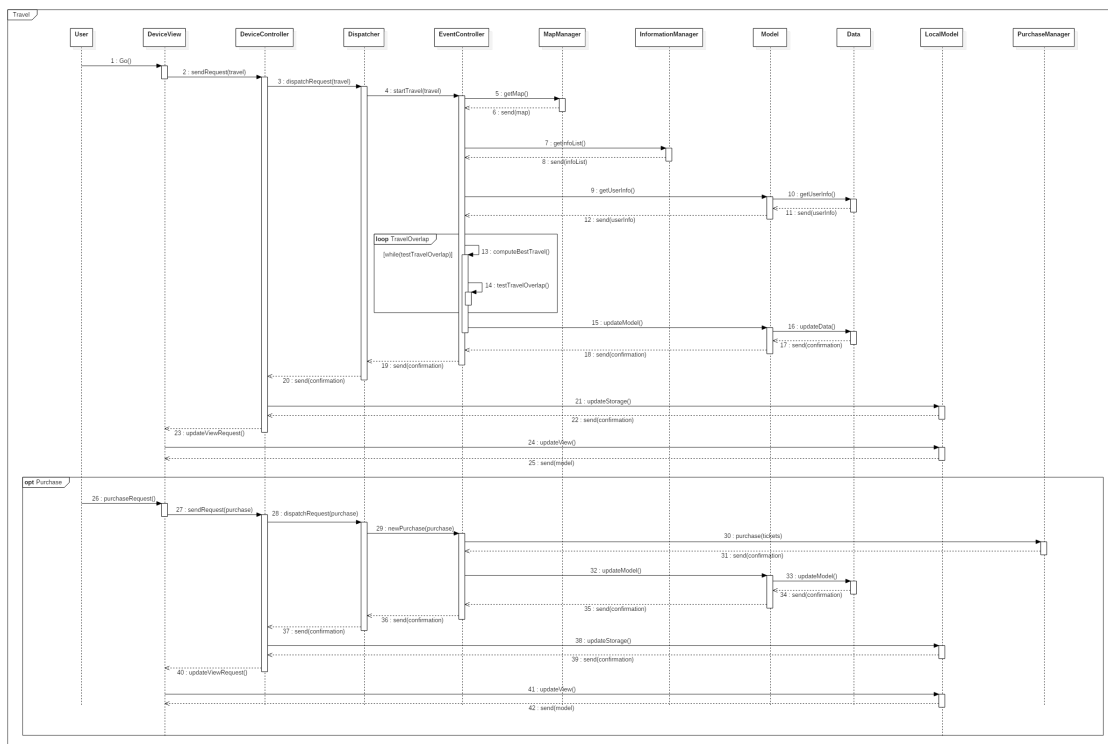 Travel
User
DeviceView
DeviceController
Dispatcher
EventController
MapManager
InformationManager
Model
Data
LocalModel
PurchaseManager
1 : Go()
2 : sendRequest(travel)
3 : dispatchRequest(travel)
4 : startTravel(travel)
5 : getMap()
6 : send(map)
7 : getInfoList()
8 : send(infoList)
9 : getUserInfo()
10 : getUserInfo()
11 : send(userInfo)
12 : send(userInfo)
loop TravelOverlap
[while(testTravelOverlap)]
13 : computeBestTravel()
14 : testTravelOverlap()
15 : updateModel()
16 : updateData()
17 : send(confirmation)
18 : send(confirmation)
19 : send(confirmation)
20 : send(confirmation)
21 : updateStorage()
22 : send(confirmation)
23 : updateViewRequest()
24 : updateView()
25 : send(model)
opt Purchase
26 : purchaseRequest()
27 : sendRequest(purchase)
28 : dispatchRequest(purchase)
29 : newPurchase(purchase)
30 : purchase(tickets)
31 : send(confirmation)
32 : updateModel()
33 : updateModel()
34 : send(confirmation)
35 : send(confirmation)
36 : send(confirmation)
37 : send(confirmation)
38 : updateStorage()
39 : send(confirmation)
40 : updateViewRequest()
41 : updateView()
42 : send(model)